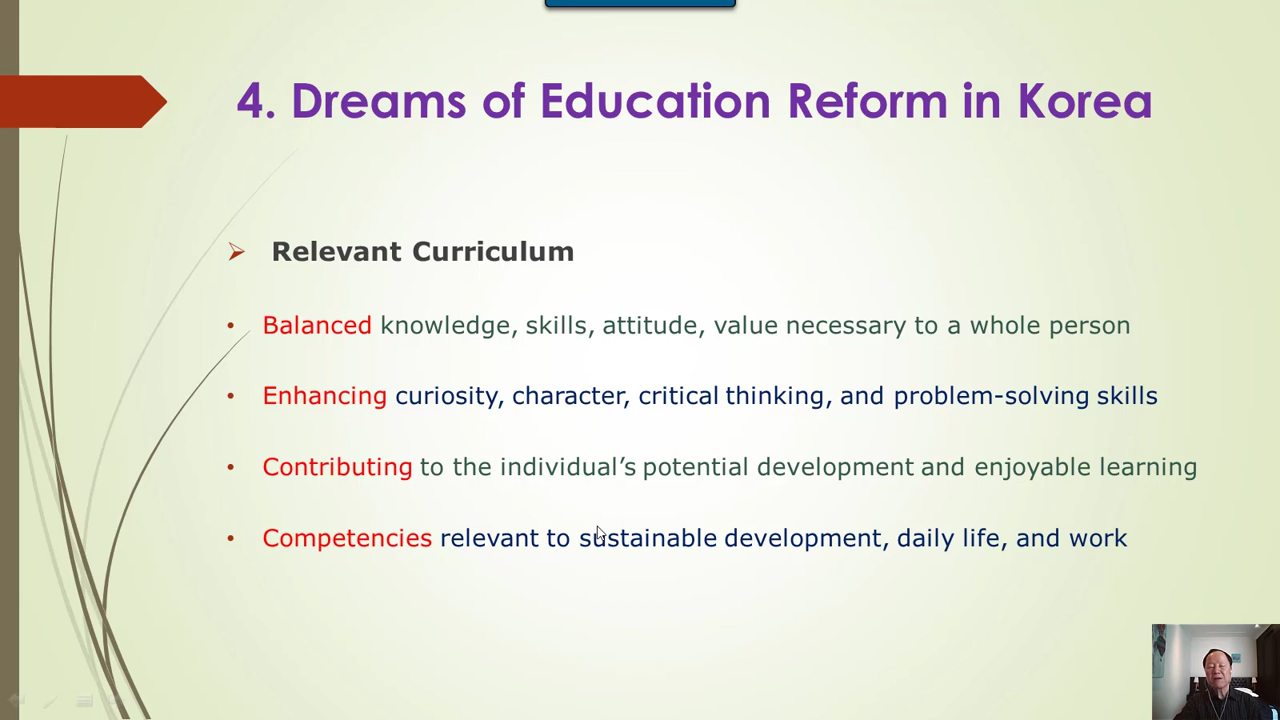 4. Dreams of Education Reform in Korea
Relevant Curriculum
Balanced knowledge, skills, attitude, value necessary to a whole person
Enhancing curiosity, character, critical thinking, and problem-solving skills
Contributing to the individual’s potential development and enjoyable learning
Competencies relevant to sustainable development, daily life, and work